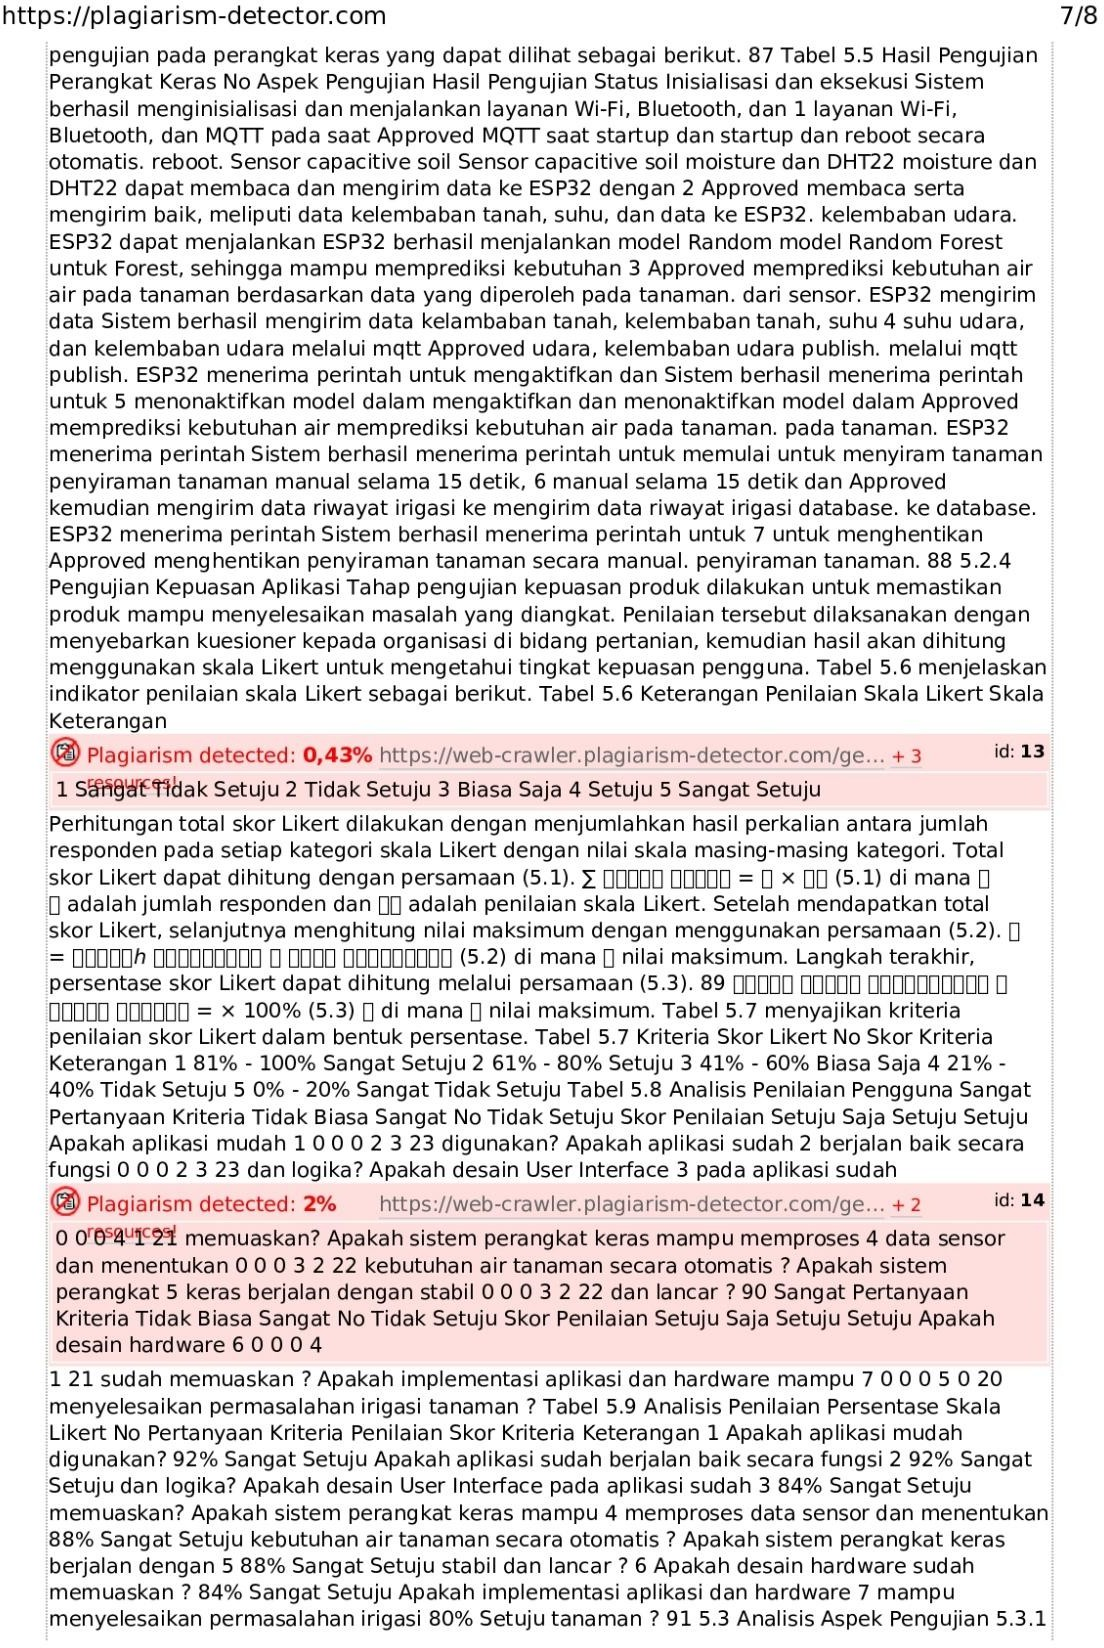 https://plagiarism-detector.com 7/8
pengujian pada perangkat keras yang dapat dilihat sebagai berikut. 87 Tabel 5.5 Hasil Pengujian
Perangkat Keras No Aspek Pengujian Hasil Pengujian Status Inisialisasi dan eksekusi Sistem
berhasil menginisialisasi dan menjalankan layanan Wi-Fi, Bluetooth, dan 1 layanan Wi-Fi,
Bluetooth, dan MQTT pada saat Approved MQTT saat startup dan startup dan reboot secara
otomatis. reboot. Sensor capacitive soil Sensor capacitive soil moisture dan DHT22 moisture dan
DHT22 dapat membaca dan mengirim data ke ESP32 dengan 2 Approved membaca serta
mengirim baik, meliputi data kelembaban tanah, suhu, dan data ke ESP32. kelembaban udara.
ESP32 dapat menjalankan ESP32 berhasil menjalankan model Random model Random Forest
untuk Forest, sehingga mampu memprediksi kebutuhan 3 Approved memprediksi kebutuhan air
air pada tanaman berdasarkan data yang diperoleh pada tanaman. dari sensor. ESP32 mengirim
data Sistem berhasil mengirim data kelambaban tanah, kelembaban tanah, suhu 4 suhu udara,
dan kelembaban udara melalui mqtt Approved udara, kelembaban udara publish. melalui mqtt
publish. ESP32 menerima perintah untuk mengaktifkan dan Sistem berhasil menerima perintah
untuk 5 menonaktifkan model dalam mengaktifkan dan menonaktifkan model dalam Approved
memprediksi kebutuhan air memprediksi kebutuhan air pada tanaman. pada tanaman. ESP32
menerima perintah Sistem berhasil menerima perintah untuk memulai untuk menyiram tanaman
penyiraman tanaman manual selama 15 detik, 6 manual selama 15 detik dan Approved
kemudian mengirim data riwayat irigasi ke mengirim data riwayat irigasi database. ke database.
ESP32 menerima perintah Sistem berhasil menerima perintah untuk 7 untuk menghentikan
Approved menghentikan penyiraman tanaman secara manual. penyiraman tanaman. 88 5.2.4
Pengujian Kepuasan Aplikasi Tahap pengujian kepuasan produk dilakukan untuk memastikan
produk mampu menyelesaikan masalah yang diangkat. Penilaian tersebut dilaksanakan dengan
menyebarkan kuesioner kepada organisasi di bidang pertanian, kemudian hasil akan dihitung
menggunakan skala Likert untuk mengetahui tingkat kepuasan pengguna. Tabel 5.6 menjelaskan
indikator penilaian skala Likert sebagai berikut. Tabel 5.6 Keterangan Penilaian Skala Likert Skala
Keterangan
Plagiarism detected: 0,43% https://web-crawler.plagiarism-detector.com/ge... + 3 id: 13
resources!
1 Sangat Tidak Setuju 2 Tidak Setuju 3 Biasa Saja 4 Setuju 5 Sangat Setuju
Perhitungan total skor Likert dilakukan dengan menjumlahkan hasil perkalian antara jumlah
responden pada setiap kategori skala Likert dengan nilai skala masing-masing kategori. Total
skor Likert dapat dihitung dengan persamaan (5.1). ∑ = × (5.1) di mana
adalah jumlah responden dan adalah penilaian skala Likert. Setelah mendapatkan total
skor Likert, selanjutnya menghitung nilai maksimum dengan menggunakan persamaan (5.2).
= h (5.2) di mana nilai maksimum. Langkah terakhir,
persentase skor Likert dapat dihitung melalui persamaan (5.3). 89
= × 100% (5.3) di mana nilai maksimum. Tabel 5.7 menyajikan kriteria
penilaian skor Likert dalam bentuk persentase. Tabel 5.7 Kriteria Skor Likert No Skor Kriteria
Keterangan 1 81% - 100% Sangat Setuju 2 61% - 80% Setuju 3 41% - 60% Biasa Saja 4 21% -
40% Tidak Setuju 5 0% - 20% Sangat Tidak Setuju Tabel 5.8 Analisis Penilaian Pengguna Sangat
Pertanyaan Kriteria Tidak Biasa Sangat No Tidak Setuju Skor Penilaian Setuju Saja Setuju Setuju
Apakah aplikasi mudah 1 0 0 0 2 3 23 digunakan? Apakah aplikasi sudah 2 berjalan baik secara
fungsi 0 0 0 2 3 23 dan logika? Apakah desain User Interface 3 pada aplikasi sudah
Plagiarism detected: 2% https://web-crawler.plagiarism-detector.com/ge... + 2 id: 14
resources!
0 0 0 4 1 21 memuaskan? Apakah sistem perangkat keras mampu memproses 4 data sensor
dan menentukan 0 0 0 3 2 22 kebutuhan air tanaman secara otomatis ? Apakah sistem
perangkat 5 keras berjalan dengan stabil 0 0 0 3 2 22 dan lancar ? 90 Sangat Pertanyaan
Kriteria Tidak Biasa Sangat No Tidak Setuju Skor Penilaian Setuju Saja Setuju Setuju Apakah
desain hardware 6 0 0 0 4
1 21 sudah memuaskan ? Apakah implementasi aplikasi dan hardware mampu 7 0 0 0 5 0 20
menyelesaikan permasalahan irigasi tanaman ? Tabel 5.9 Analisis Penilaian Persentase Skala
Likert No Pertanyaan Kriteria Penilaian Skor Kriteria Keterangan 1 Apakah aplikasi mudah
digunakan? 92% Sangat Setuju Apakah aplikasi sudah berjalan baik secara fungsi 2 92% Sangat
Setuju dan logika? Apakah desain User Interface pada aplikasi sudah 3 84% Sangat Setuju
memuaskan? Apakah sistem perangkat keras mampu 4 memproses data sensor dan menentukan
88% Sangat Setuju kebutuhan air tanaman secara otomatis ? Apakah sistem perangkat keras
berjalan dengan 5 88% Sangat Setuju stabil dan lancar ? 6 Apakah desain hardware sudah
memuaskan ? 84% Sangat Setuju Apakah implementasi aplikasi dan hardware 7 mampu
menyelesaikan permasalahan irigasi 80% Setuju tanaman ? 91 5.3 Analisis Aspek Pengujian 5.3.1